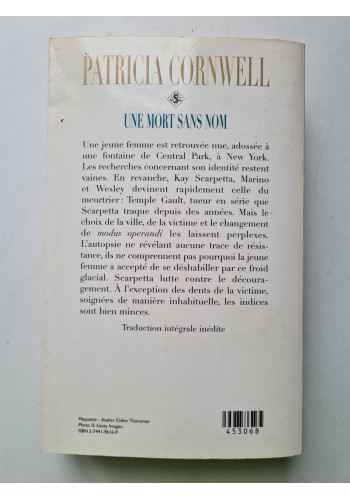 PATRICIA CORNWELL
S
UNE MORT SANS NOM
Une jeune femme est retrouvée nue, adossée à
une fontaine de Central Park, à New York.
Les recherches concernant son identité restent
vaines. En revanche, Kay Scarpetta, Marino
et Wesley devinent rapidement celle du
meurtrier : Temple Gault, tueur en série que
Scarpetta traque depuis des années. Mais le
choix de la ville, de la victime et le changement
de modus operandi les laissent perplexes.
L'autopsie ne révélant aucune trace de résis-
tance, ils ne comprennent pas pourquoi la jeune
femme a accepté de se déshabiller par ce froid
glacial. Scarpetta lutte contre le découra-
gement. À l'exception des dents de la victime,
soignées de manière inhabituelle, les indices
sont bien minces.
Traduction intégrale inédite
Maquette : Atelier Didier Thimonier
Photo © Getty Images
ISBN 2-7441-9616-9
453068